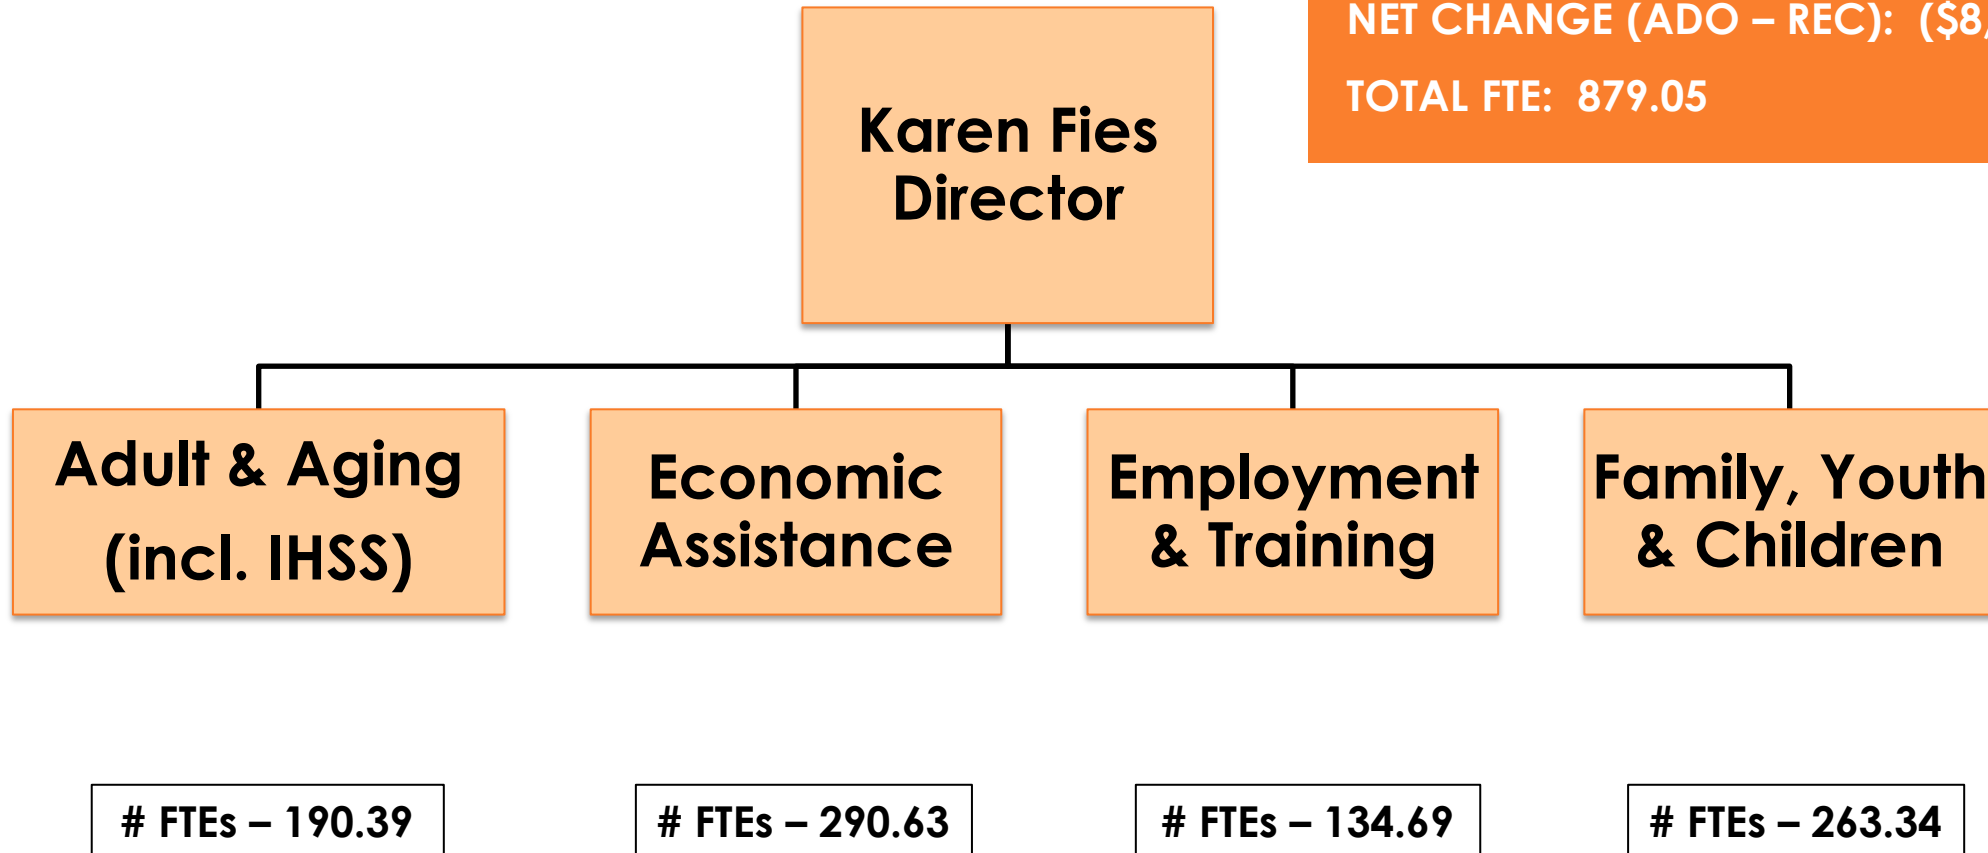 NET CHANGE (ADO – REC): ($8,
TOTAL FTE: 879.05
Karen Fies
Director
Adult & Aging
(incl. IHSS)
Economic
Assistance
Employment
& Training
Family, Youth
& Children
# FTEs – 190.39
# FTEs – 290.63
# FTEs – 134.69
# FTEs – 263.34